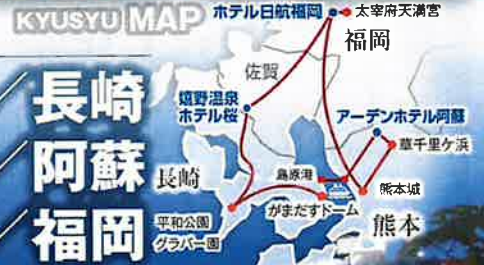 KYUSYU MAP
ホテル日航福岡
太宰府天満宮
福岡
佐賀
長崎
嬉野温泉
ホテル桜
アーデンホテル阿蘇
草千里ケ浜
阿蘇
長崎
島原港
熊本城
福岡
平和公園
グラバー園
がまだすドーム
熊本